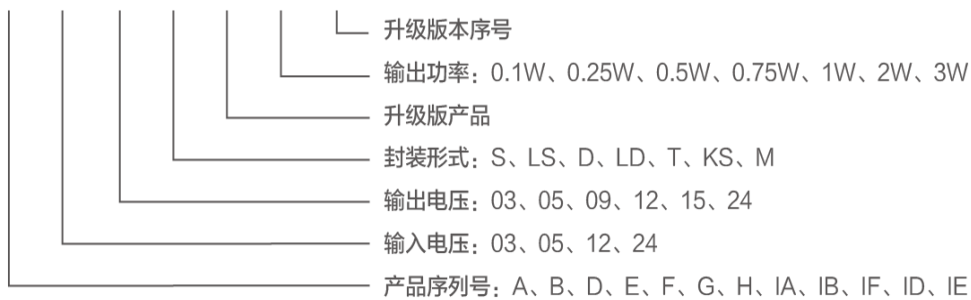 升级版本序号
输出功率：0.1W、0.25W、0.5W、0.75W、1W、2W、3W
升级版产品
封装形式：S、LS、D、LD、T、KS、M
输出电压：03、05、09、12、15、24
输入电压：03、05、12、24
产品序列号：A、B、D、E、F、G、H、IA、IB、IF、ID、IE